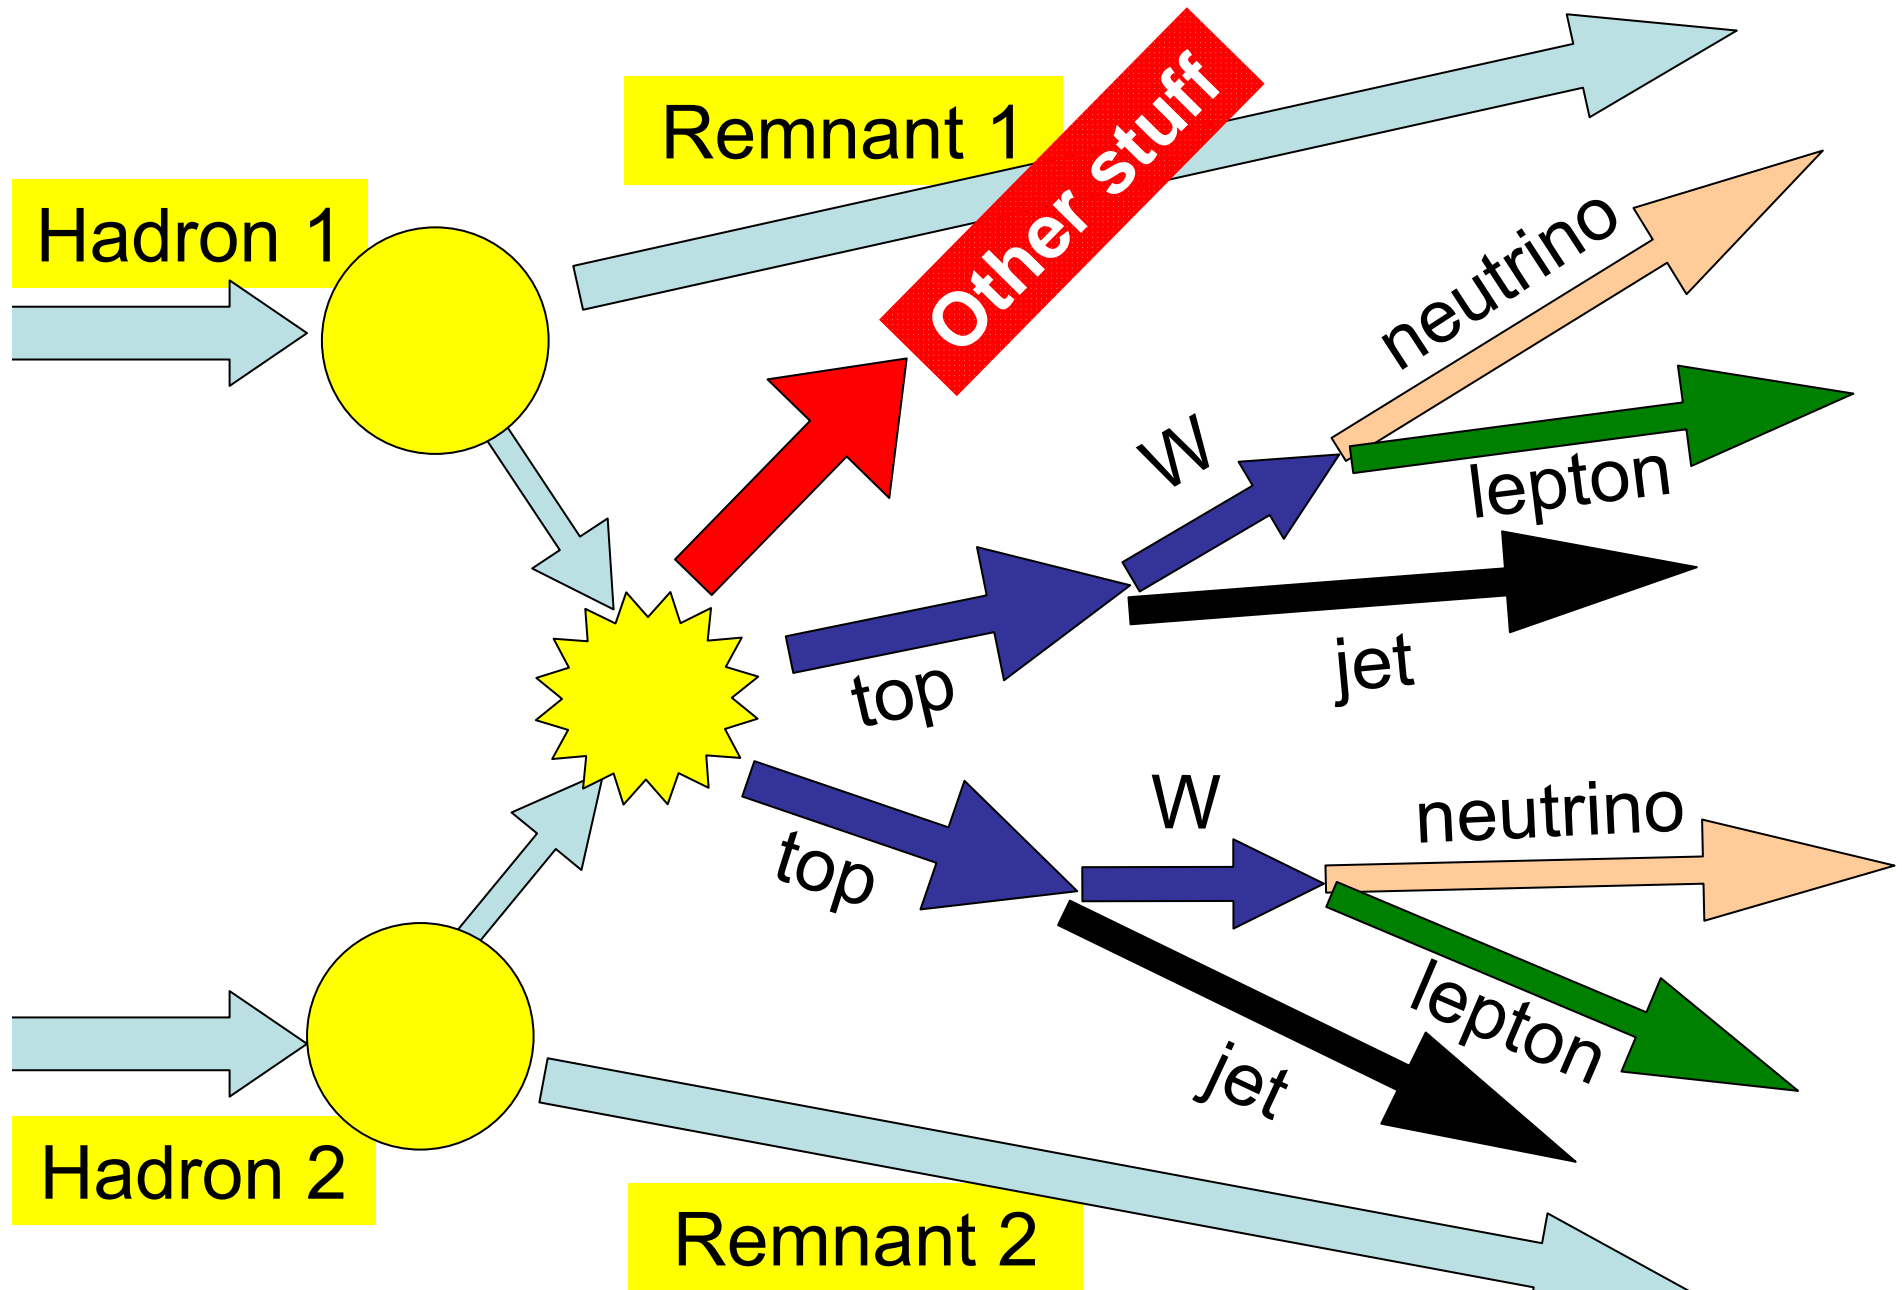 Remnant 1
Other stuff
Hadron 1
neutrino
W
lepton
jet
top
W
neutrino
top
lepton
jet
Hadron 2
Remnant 2